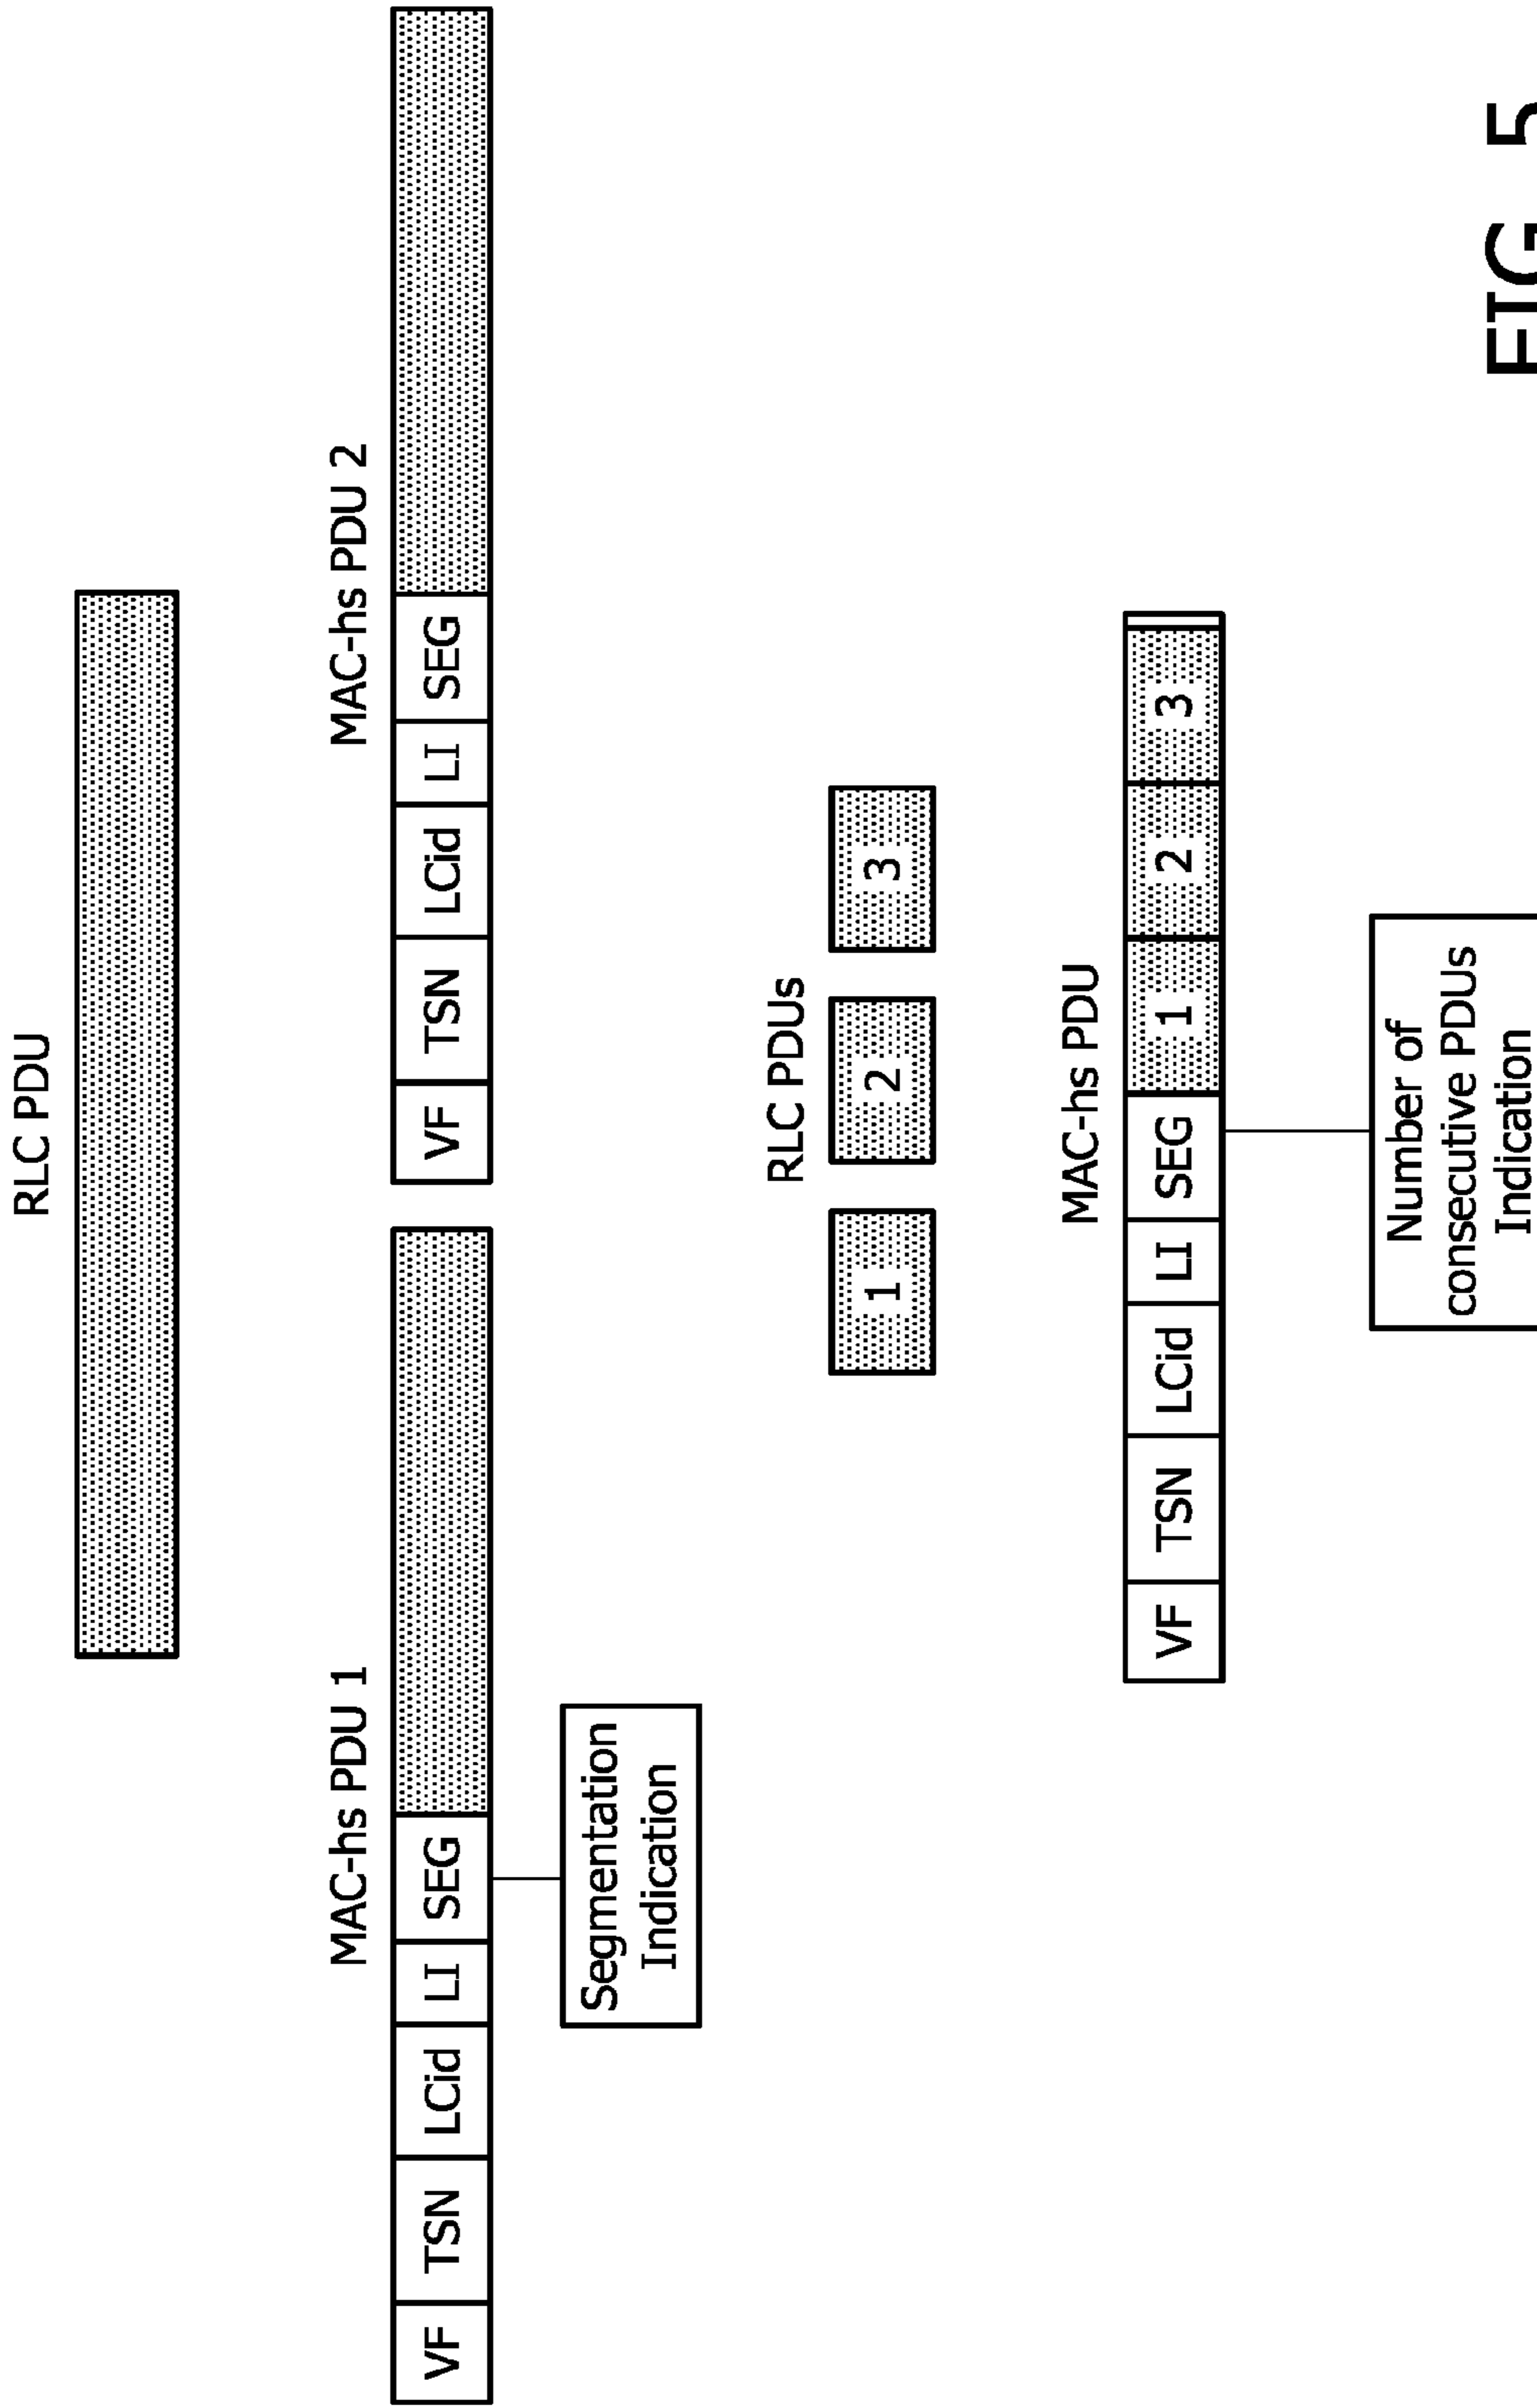 RLC PDU
MAC-hs PDU 1
MAC-hs PDU 2
VF TSN LCid LI SEG
VF TSN LCid LI SEG
Segmentation
Indication
RLC PDUs
1 2 3
MAC-hs PDU
VF TSN LCid LI SEG 1 2 3
Number of
consecutive PDUs
Indication
FIG. 5